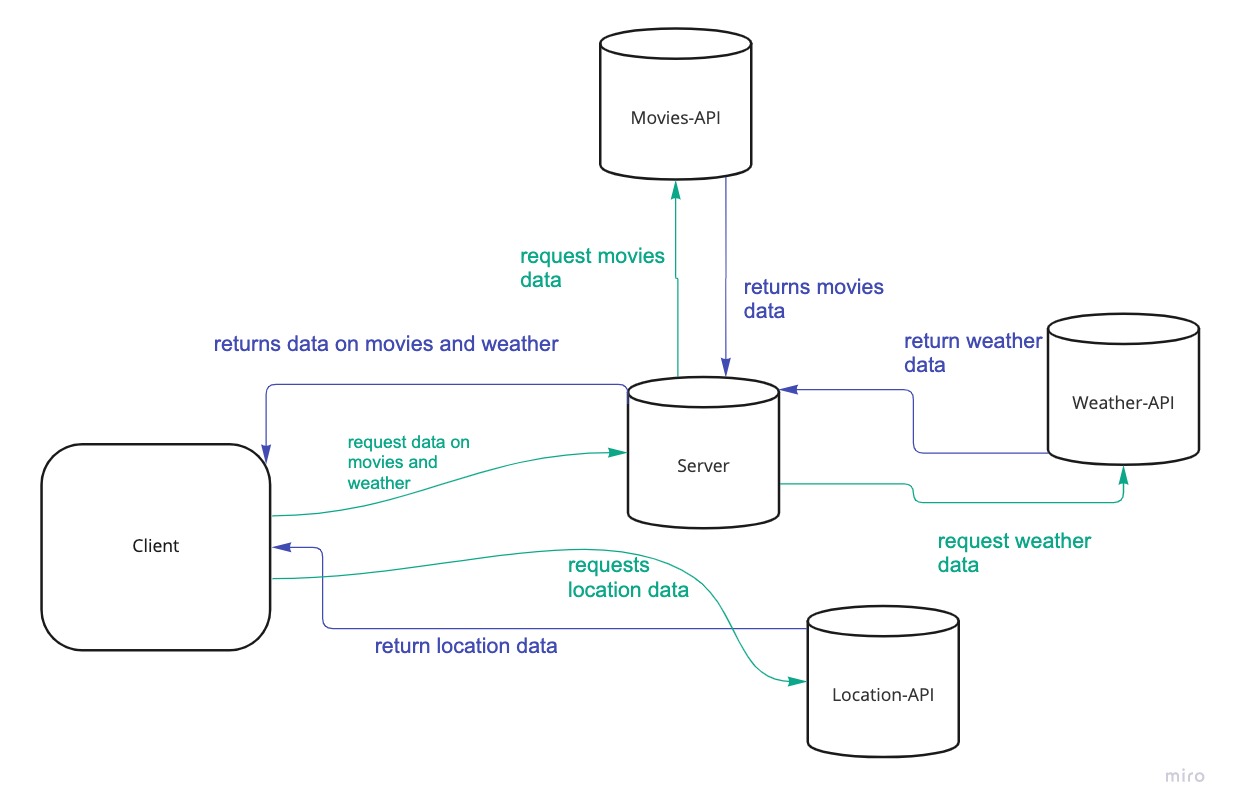 Movies-API
request movies
data
returns movies
data
returns data on movies and weather
return weather
data
Weather-API
request data on
movies and
weather
Server
Client
request weather
data
requests
location data
return location data
Location-API
miro